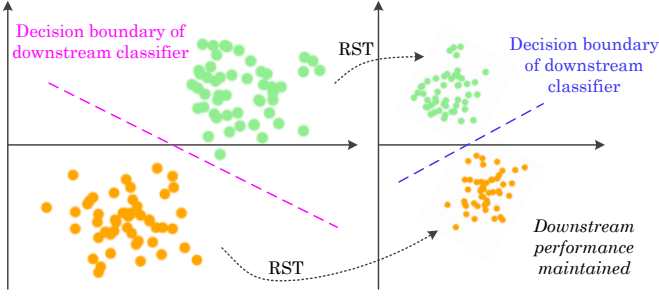 Decision boundary of
downstream classifier
RST
Decision boundary
of downstream
classifier
RST
Downstream
performance
maintained